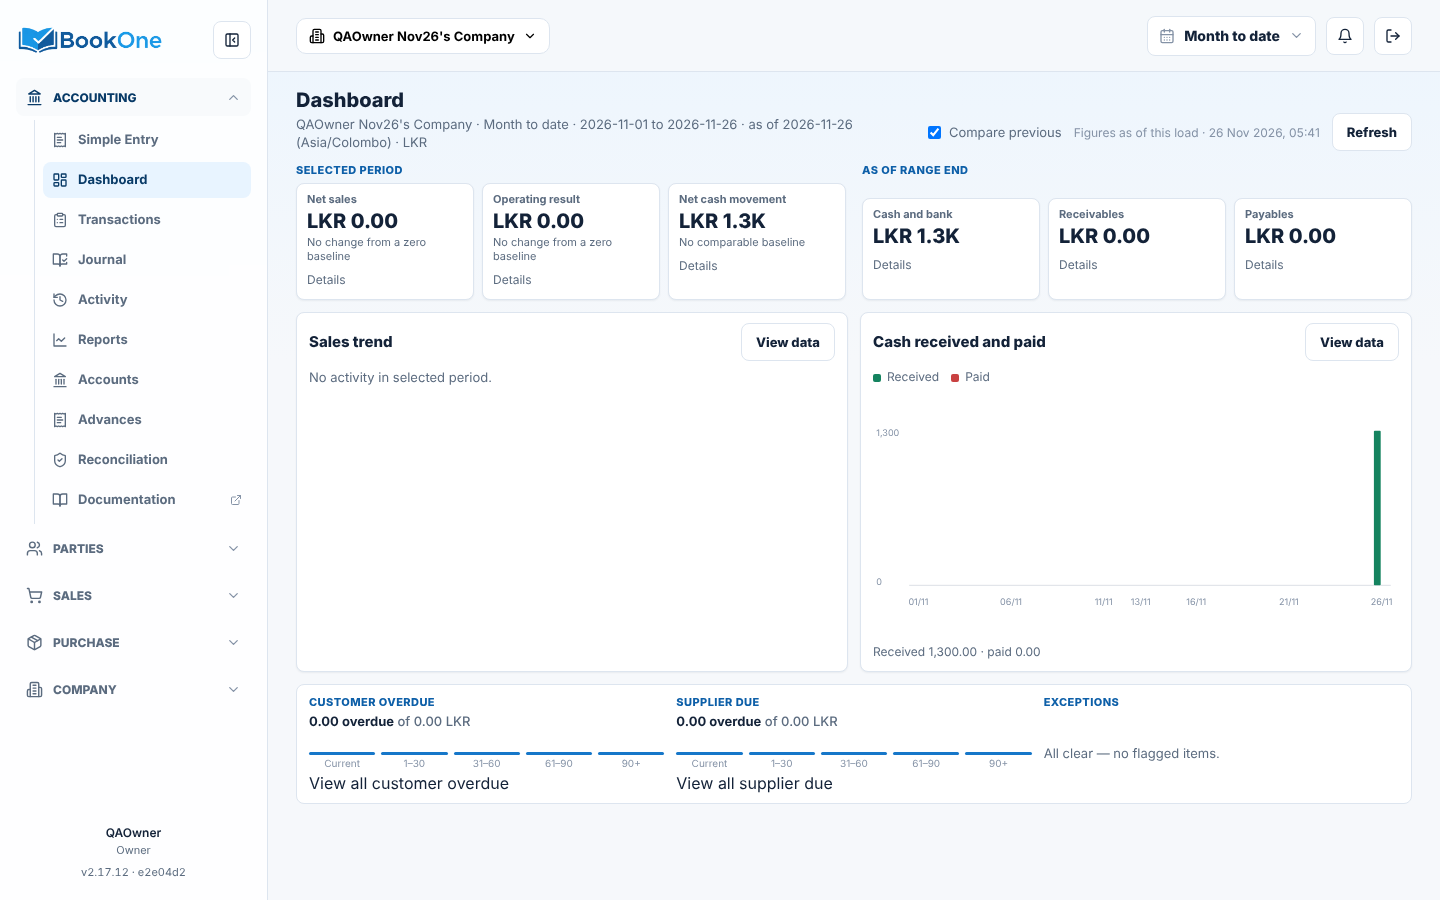 BookOne
ACCOUNTING
Simple Entry
Dashboard
Transactions
Journal
Activity
Reports
Accounts
Advances
Reconciliation
Documentation
PARTIES
SALES
PURCHASE
COMPANY
QAOwner
Owner
v2.17.12 · e2e04d2
QAOwner Nov26's Company
Month to date
Dashboard
QAOwner Nov26's Company · Month to date · 2026-11-01 to 2026-11-26 · as of 2026-11-26
(Asia/Colombo) · LKR
Compare previous
Figures as of this load · 26 Nov 2026, 05:41
Refresh
SELECTED PERIOD
Net sales
LKR 0.00
No change from a zero
baseline
Details
Operating result
LKR 0.00
No change from a zero
baseline
Details
Net cash movement
LKR 1.3K
No comparable baseline
Details
AS OF RANGE END
Cash and bank
LKR 1.3K
Details
Receivables
LKR 0.00
Details
Payables
LKR 0.00
Details
Sales trend
View data
No activity in selected period.
Cash received and paid
View data
Received
Paid
1,300
0
01/11
06/11
11/11
13/11
16/11
21/11
26/11
Received 1,300.00 · paid 0.00
CUSTOMER OVERDUE
0.00 overdue of 0.00 LKR
Current
1–30
31–60
61–90
90+
View all customer overdue
SUPPLIER DUE
0.00 overdue of 0.00 LKR
Current
1–30
31–60
61–90
90+
View all supplier due
EXCEPTIONS
All clear — no flagged items.